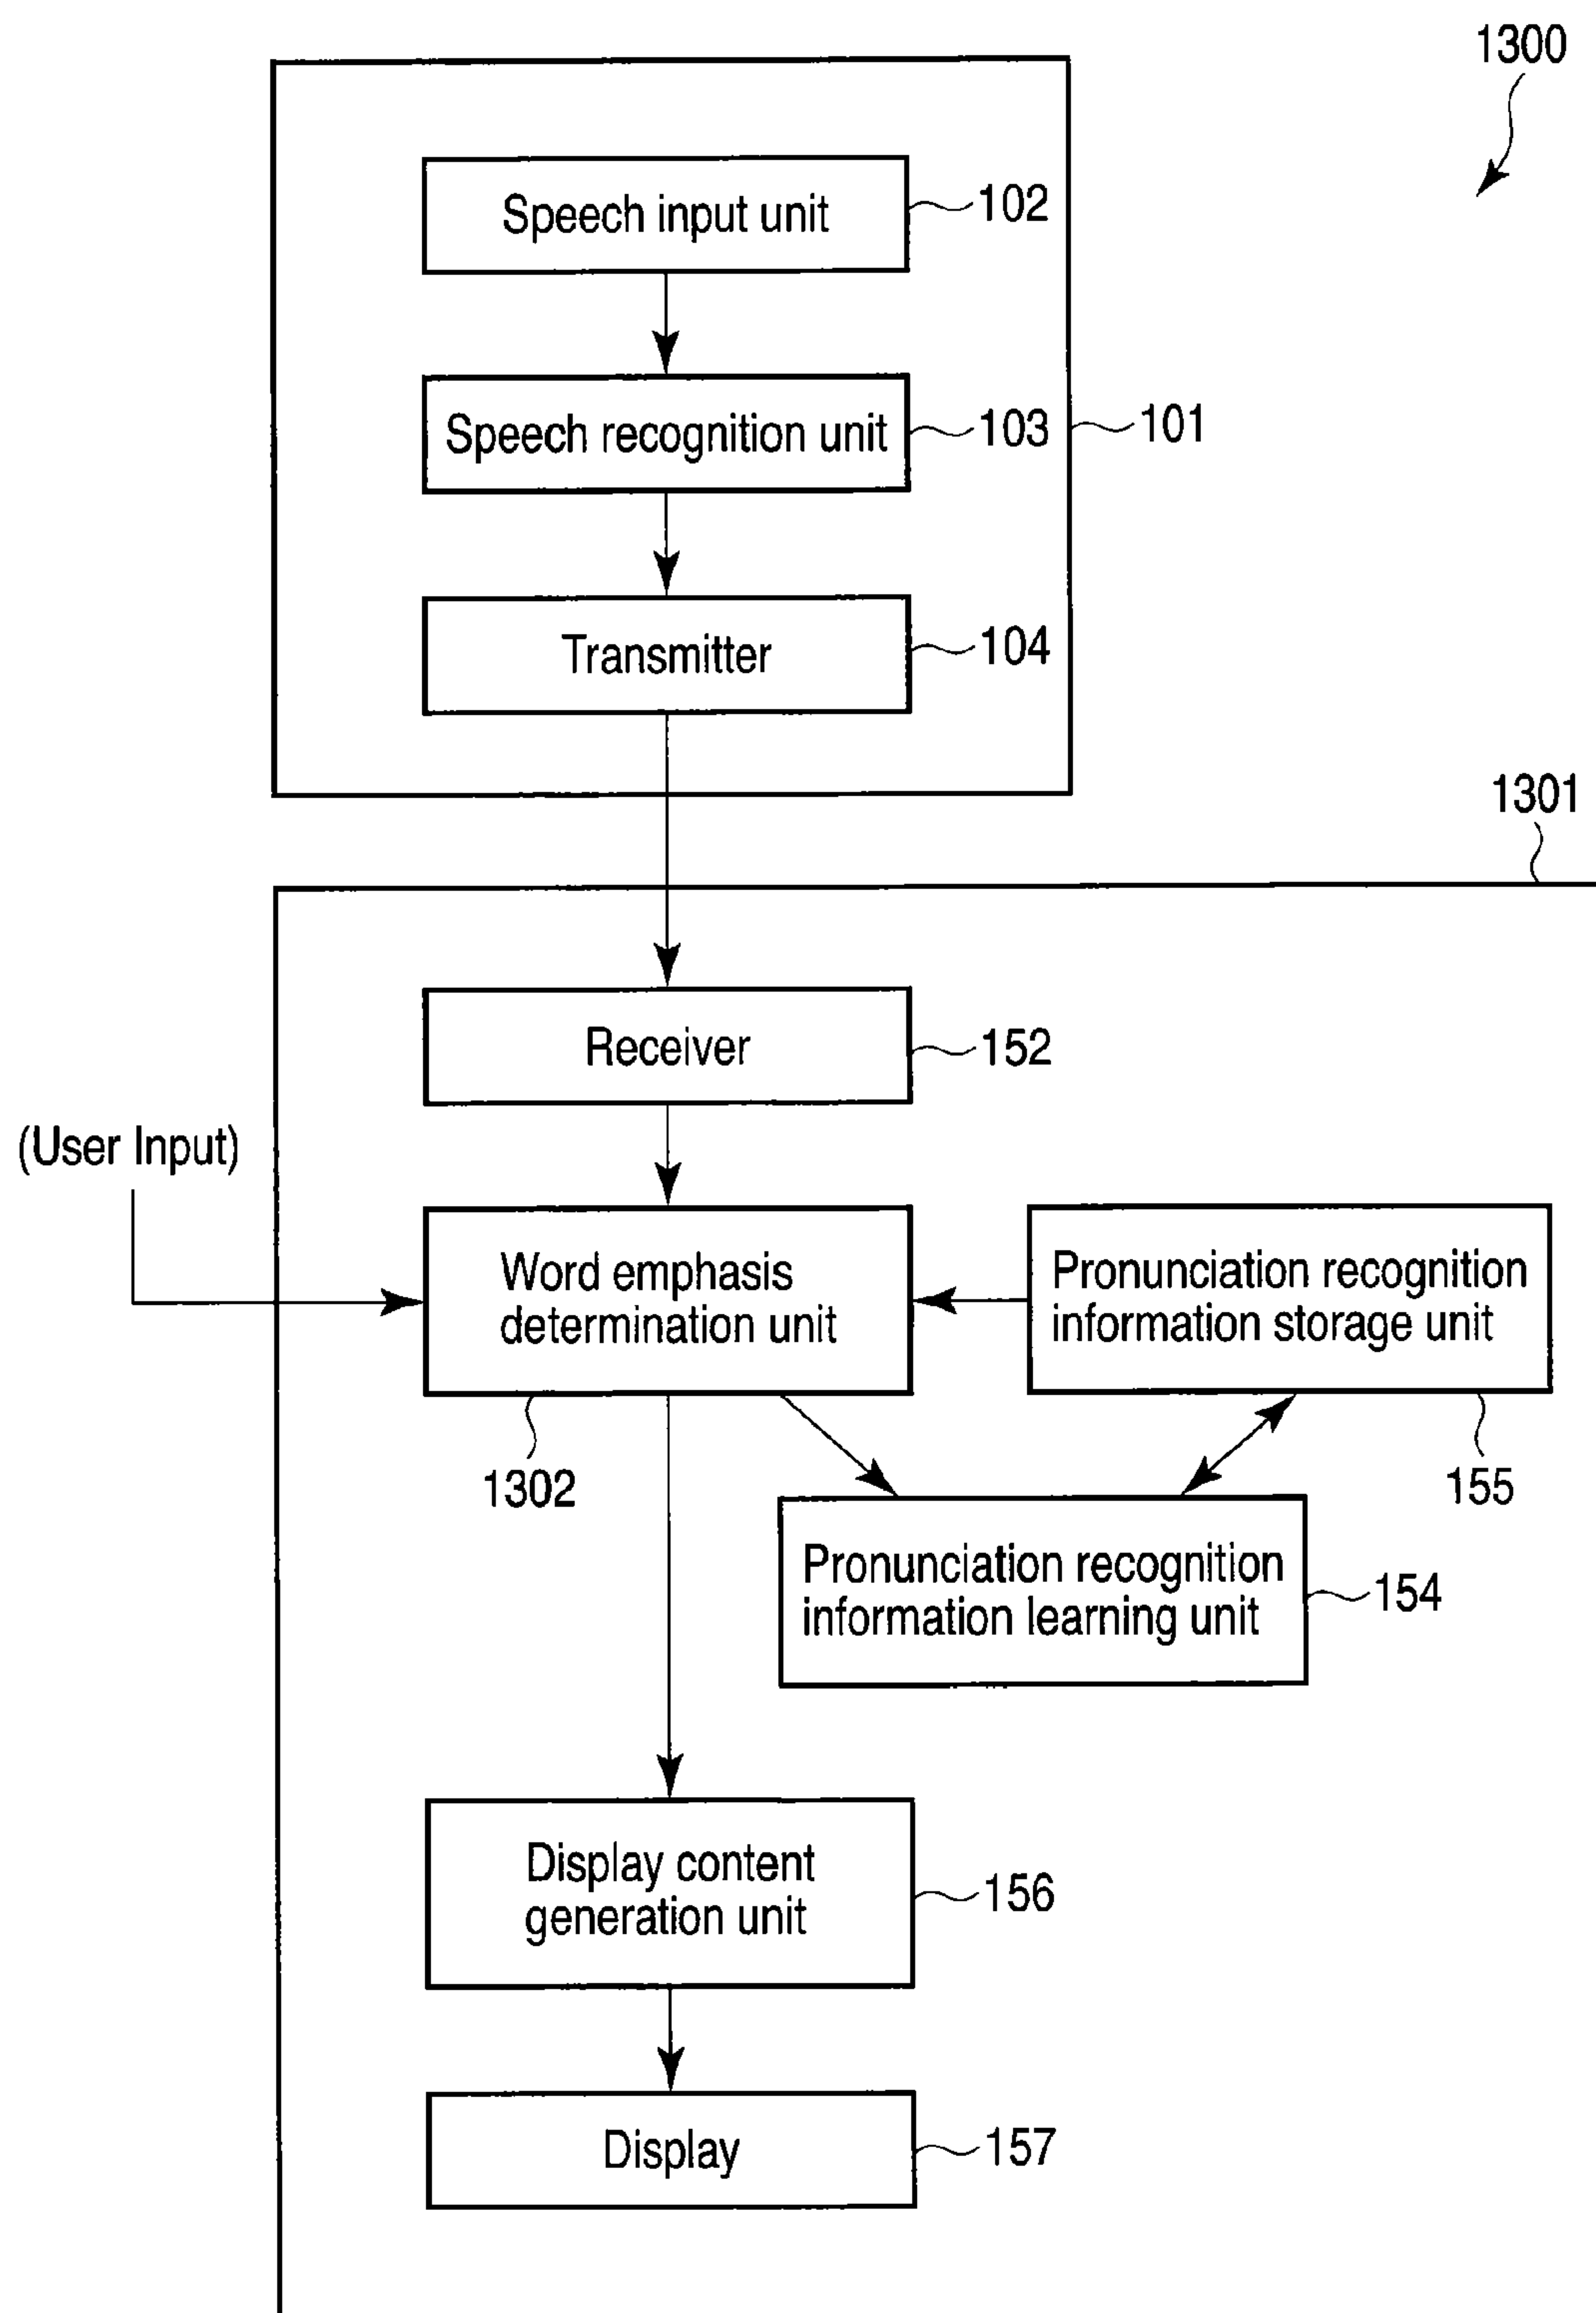 1300
Speech input unit
102
Speech recognition unit
103
101
Transmitter
104
1301
Receiver
152
(User Input)
Word emphasis
determination unit
Pronunciation recognition
information storage unit
1302
155
Pronunciation recognition
information learning unit
154
Display content
generation unit
156
Display
157